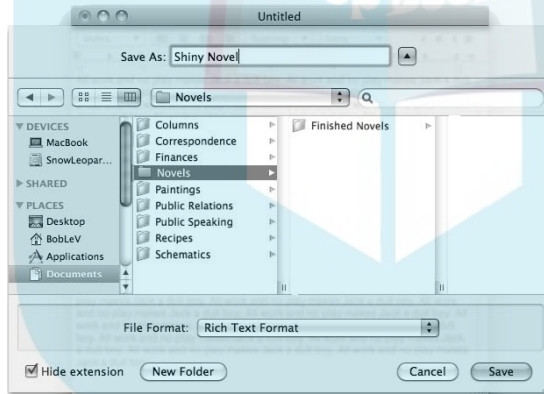 Untitled
Save As: Shiny Novel
Novels
DEVICES
MacBook
SnowLeopar...
SHARED
PLACES
Desktop
BobLeV
Applications
Documents
Columns
Correspondence
Finances
Novels
Paintings
Public Relations
Public Speaking
Recipes
Schematics
Finished Novels
File Format: Rich Text Format
Hide extension
New Folder
Cancel
Save